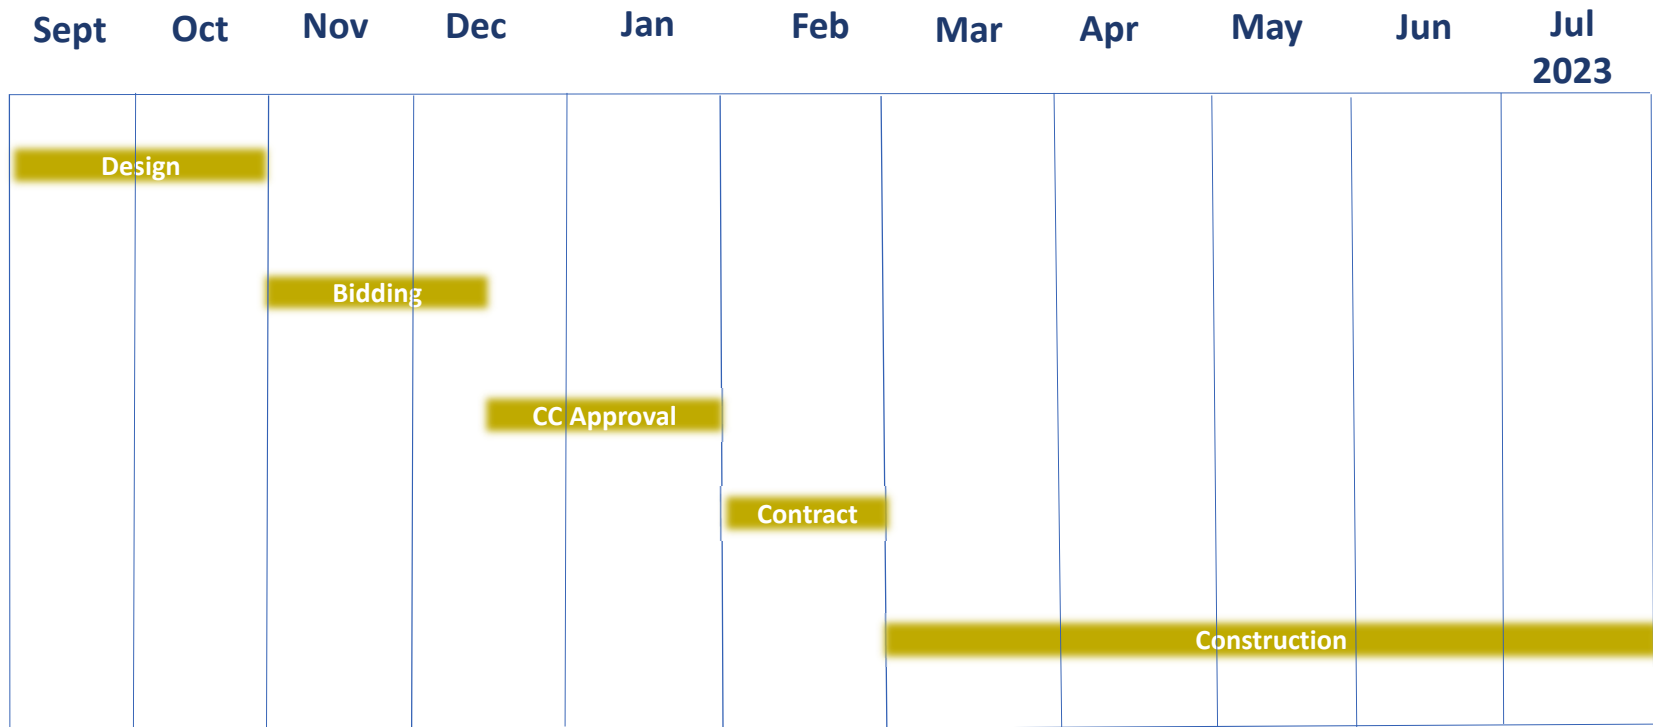 Sept Oct Nov Dec Jan Feb Mar Apr May Jun Jul
2023
Design
Bidding
CC Approval
Contract
Construction